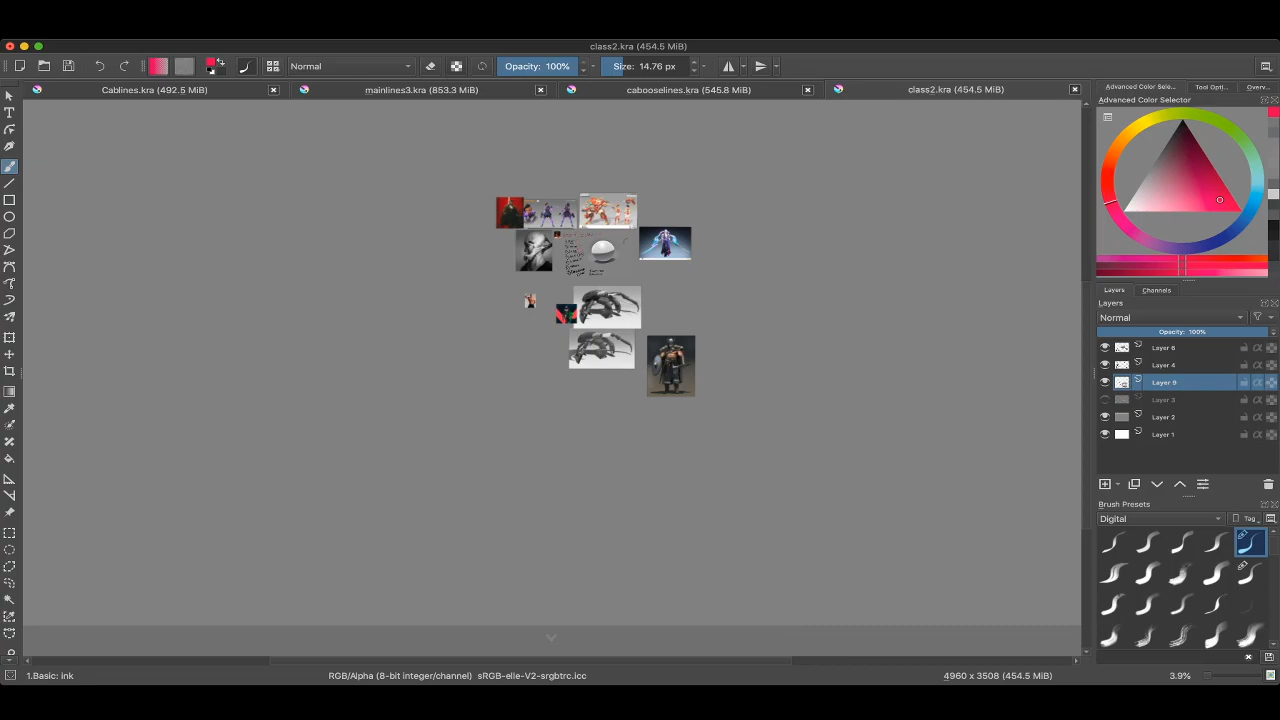 class2.kra (454.5 MiB)
Normal
Opacity: 100%
Size: 14.76 px
Cablines.kra (492.5 MiB)
mainlines3.kra (853.3 MiB)
cabooselines.kra (545.8 MiB)
class2.kra (454.5 MiB)
Advanced Color Sele...
Tool Opti...
Overv...
Advanced Color Selector
Layers
Channels
Layers
Normal
Opacity: 100%
Layer 6
Layer 4
Layer 9
Layer 3
Layer 2
Layer 1
Brush Presets
Digital
Tag
1.Basic: ink
RGB/Alpha (8-bit integer/channel) sRGB-elle-V2-srgbtrc.icc
4960 x 3508 (454.5 MiB)
3.9%